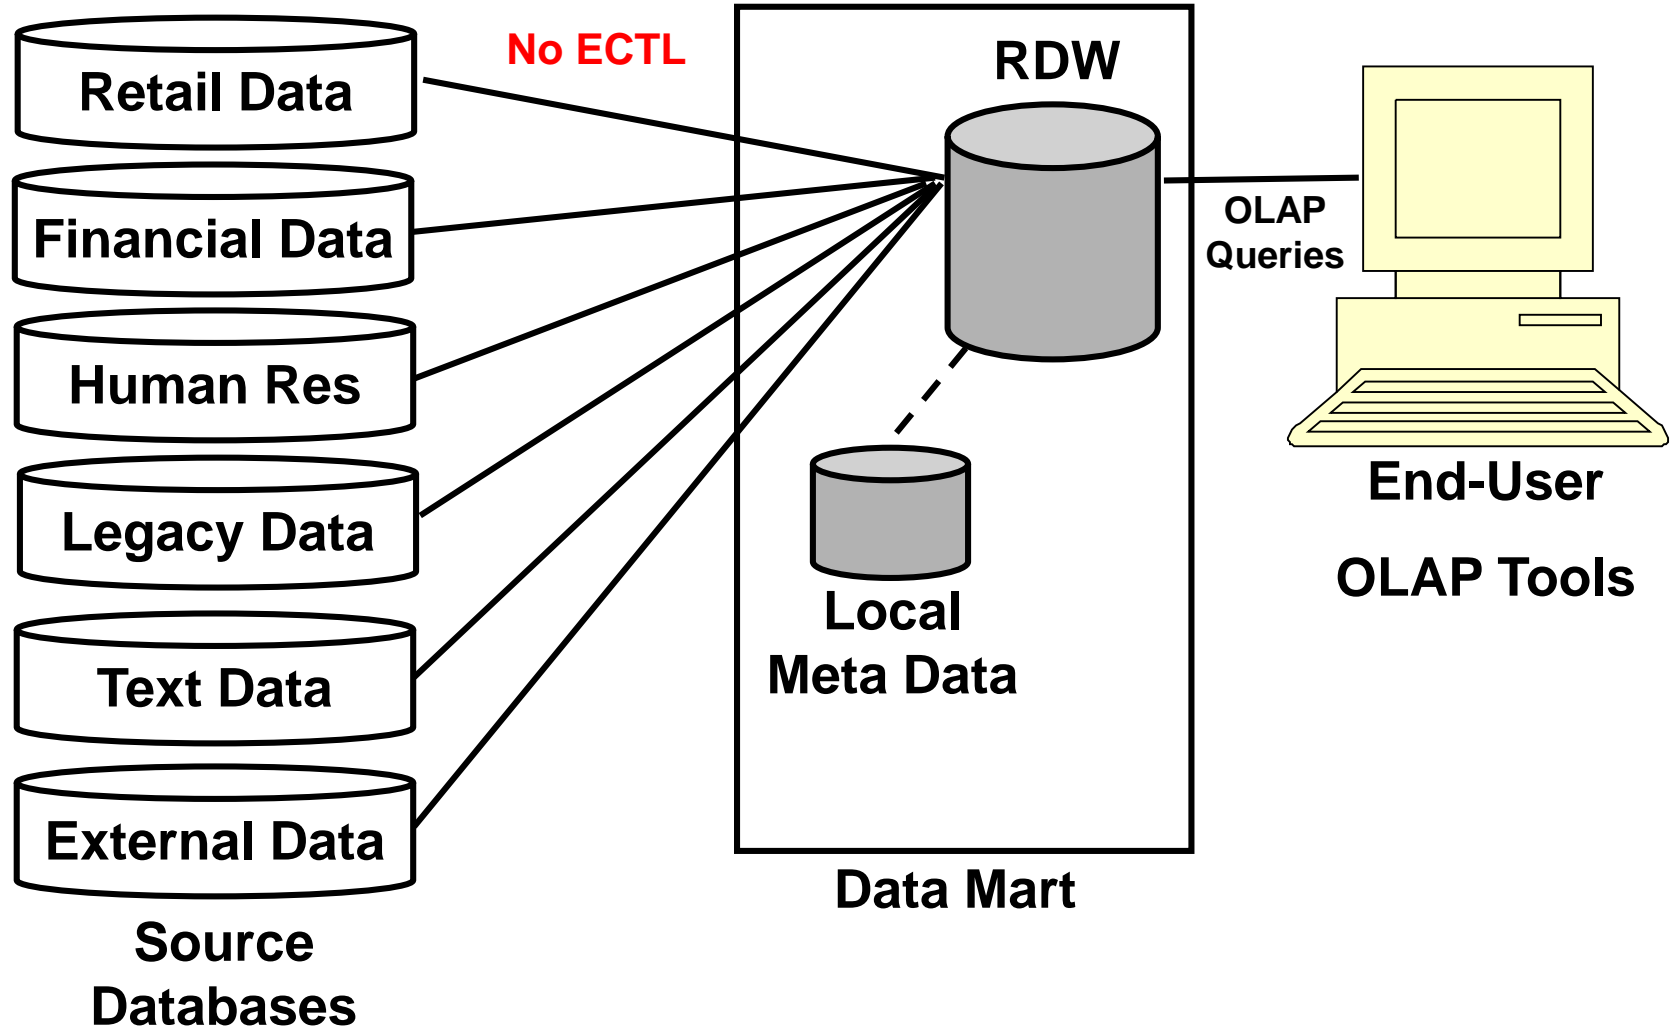 Retail Data
Financial Data
Human Res
Legacy Data
Text Data
External Data
Source
Databases
No ECTL
RDW
Local
Meta Data
Data Mart
OLAP
Queries
End-User
OLAP Tools